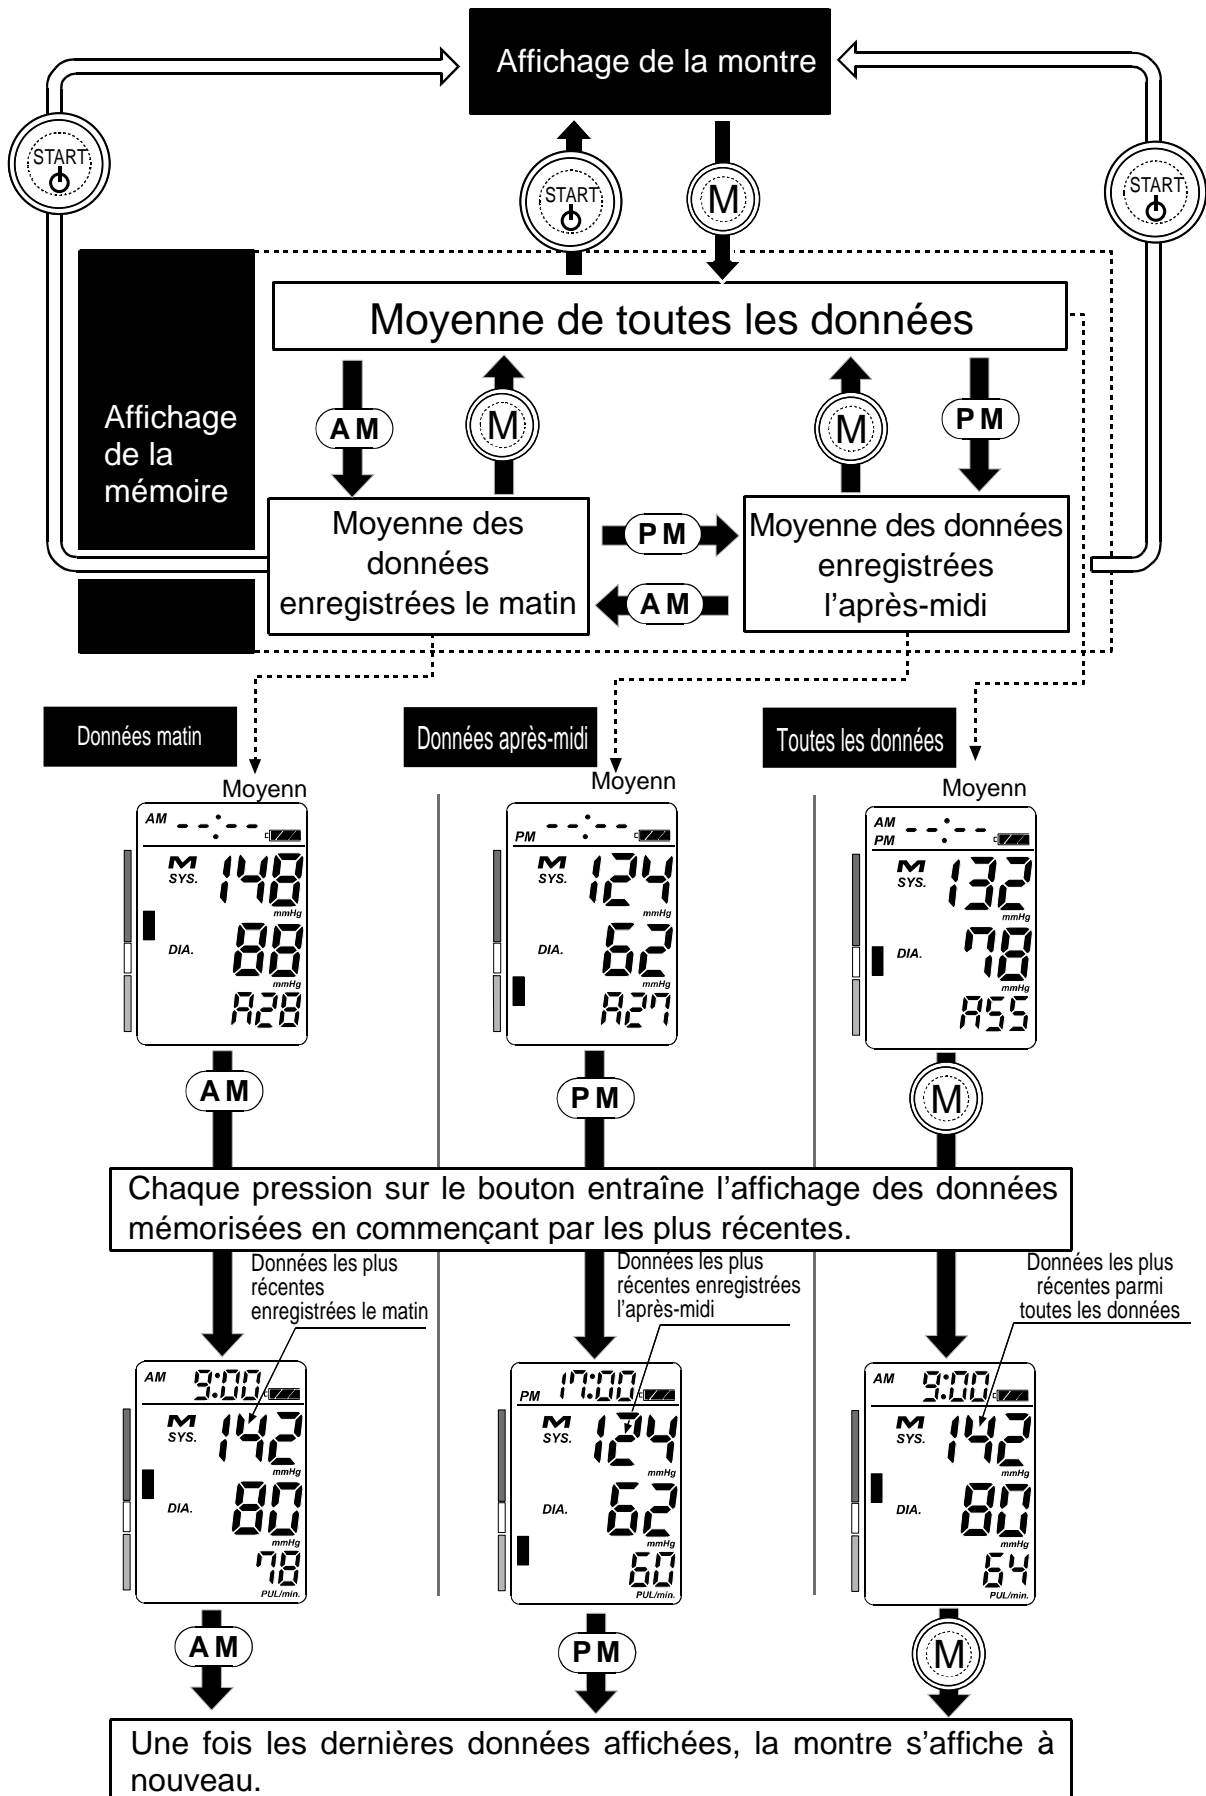 Affichage de la montre
START
START
M
START
Moyenne de toutes les données
Affichage
de la
mémoire
AM
M
M
PM
Moyenne des
données
enregistrées le matin
PM
AM
Moyenne des données
enregistrées
l'après-midi
Données matin
Données après-midi
Toutes les données
Moyenn
AM
--:--
M
SYS.
148
mmHg
DIA.
88
mmHg
A28
Moyenn
PM
--:--
M
SYS.
124
mmHg
DIA.
62
mmHg
A27
Moyenn
AM
PM
--:--
M
SYS.
132
mmHg
DIA.
78
mmHg
A55
AM
PM
M
Chaque pression sur le bouton entraîne l'affichage des données
mémorisées en commençant par les plus récentes.
Données les plus
récentes
enregistrées le matin
Données les plus
récentes enregistrées
l'après-midi
Données les plus
récentes parmi
toutes les données
AM
9:00
M
SYS.
142
mmHg
DIA.
80
mmHg
78
PUL/min.
PM
17:00
M
SYS.
124
mmHg
DIA.
62
mmHg
60
PUL/min.
AM
9:00
M
SYS.
142
mmHg
DIA.
80
mmHg
64
PUL/min.
AM
PM
M
Une fois les dernières données affichées, la montre s'affiche à
nouveau.